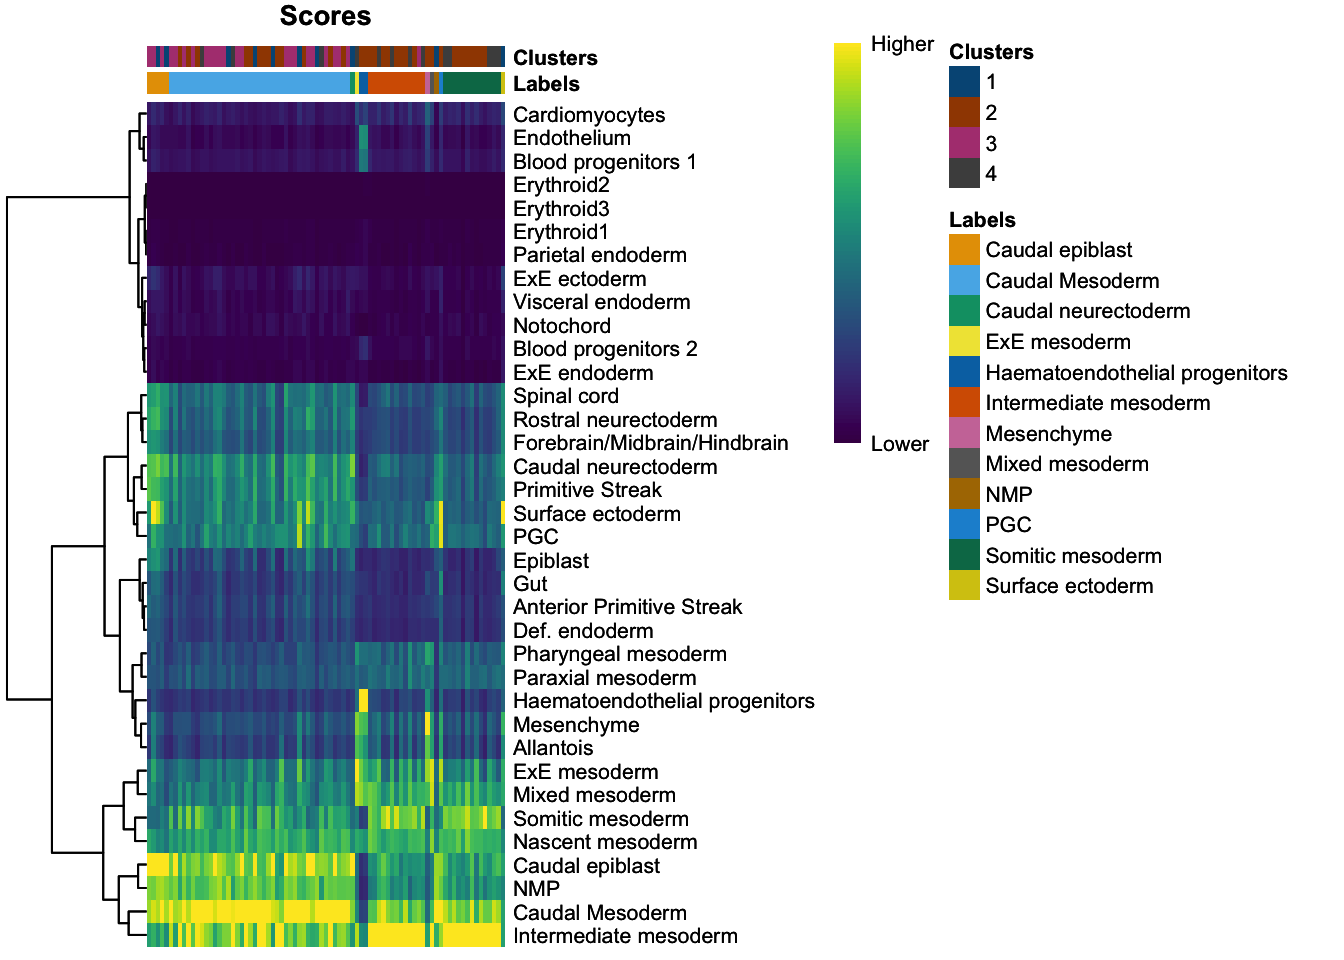 Scores
Clusters
Labels
Cardiomyocytes
Endothelium
Blood progenitors 1
Erythroid2
Erythroid3
Erythroid1
Parietal endoderm
ExE ectoderm
Visceral endoderm
Notochord
Blood progenitors 2
ExE endoderm
Spinal cord
Rostral neurectoderm
Forebrain/Midbrain/Hindbrain
Caudal neurectoderm
Primitive Streak
Surface ectoderm
PGC
Epiblast
Gut
Anterior Primitive Streak
Def. endoderm
Pharyngeal mesoderm
Paraxial mesoderm
Haematoendothelial progenitors
Mesenchyme
Allantois
ExE mesoderm
Mixed mesoderm
Somitic mesoderm
Nascent mesoderm
Caudal epiblast
NMP
Caudal Mesoderm
Intermediate mesoderm
Higher
Lower
Clusters
1
2
3
4
Labels
Caudal epiblast
Caudal Mesoderm
Caudal neurectoderm
ExE mesoderm
Haematoendothelial progenitors
Intermediate mesoderm
Mesenchyme
Mixed mesoderm
NMP
PGC
Somitic mesoderm
Surface ectoderm